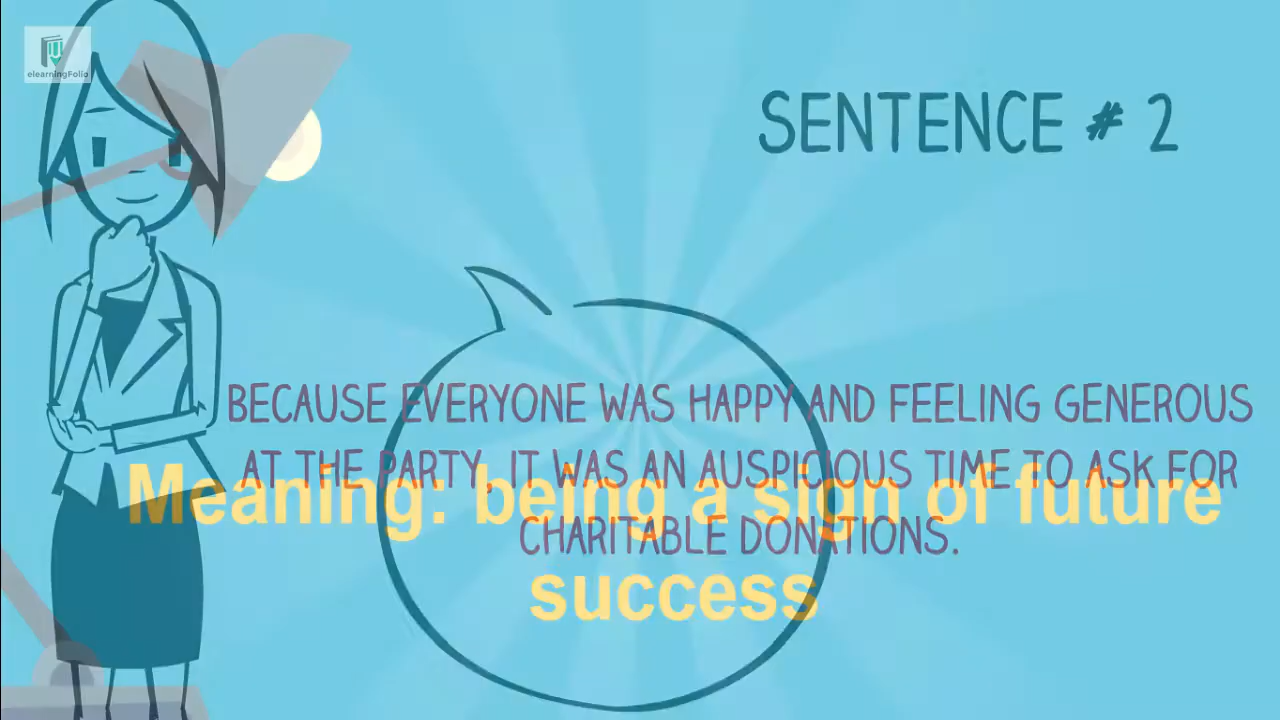 elearningFolio
SENTENCE # 2
BECAUSE EVERYONE WAS HAPPY AND FEELING GENEROUS
AT THE PARTY, IT WAS AN AUSPICIOUS TIME TO ASK FOR
CHARITABLE DONATIONS.
Meaning: being a sign of future
success